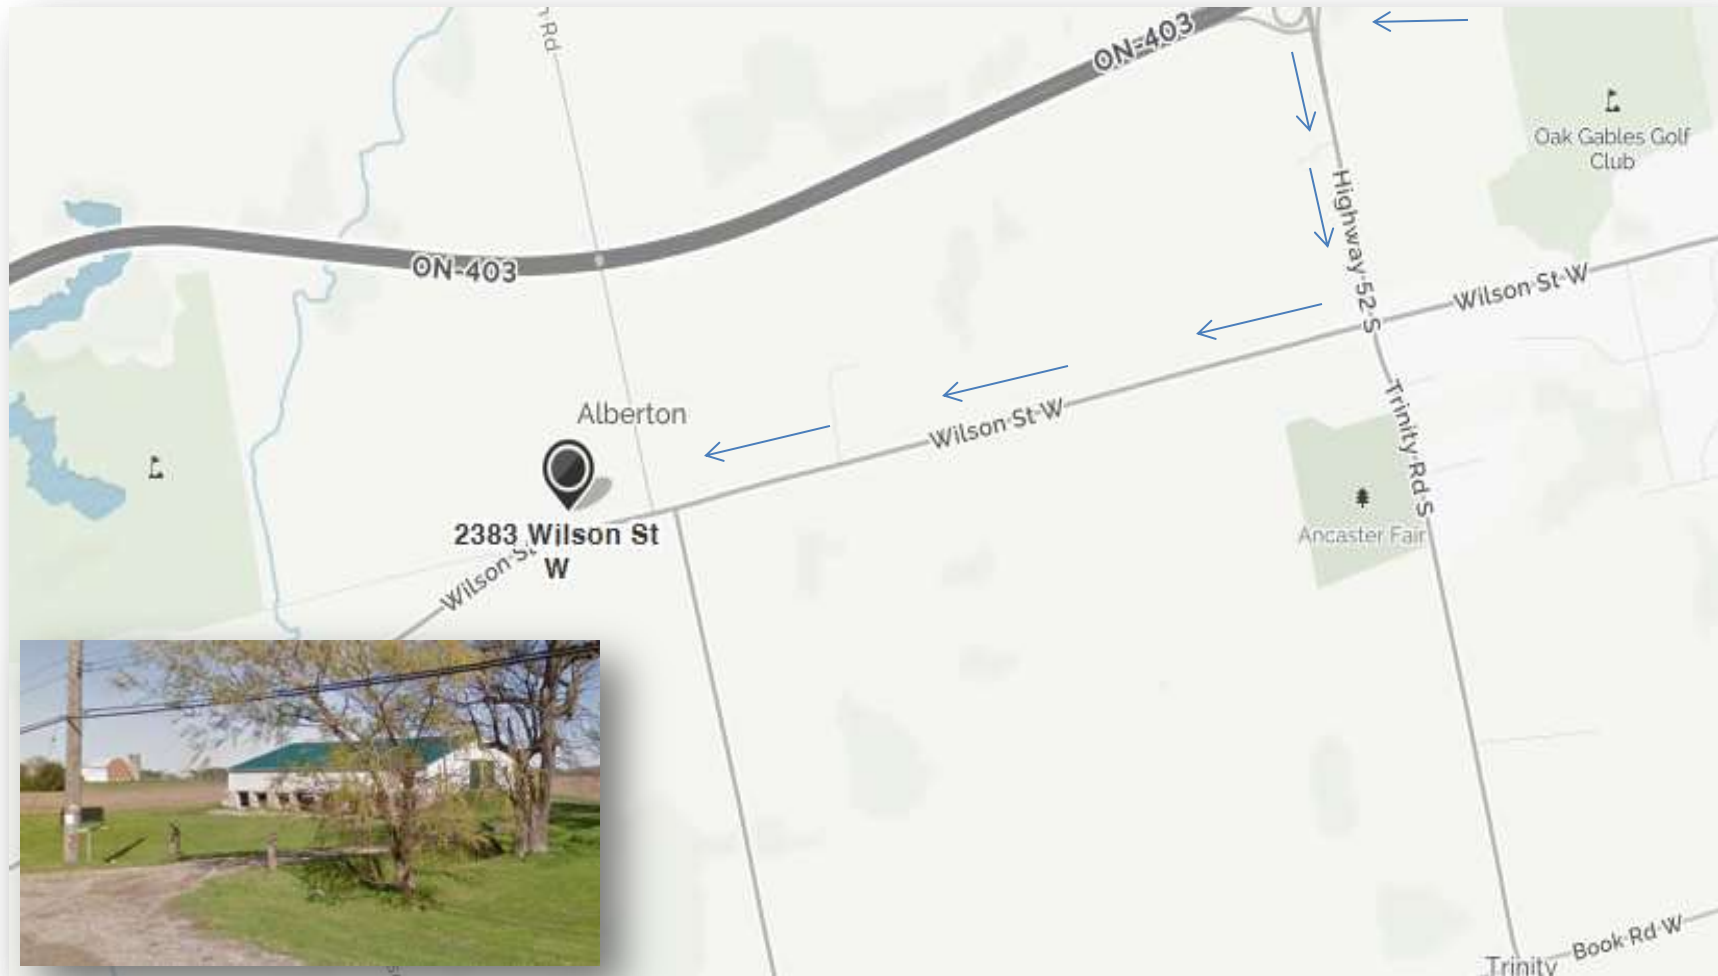 Rd
ON-403
Oak Gables Golf
Club
Highway 52 S
ON-403
Wilson St W
Alberton
Trinity Rd S
Wilson St W
Ancaster Fair
2383 Wilson St
W
Wilson St
Book Rd W
Trinity